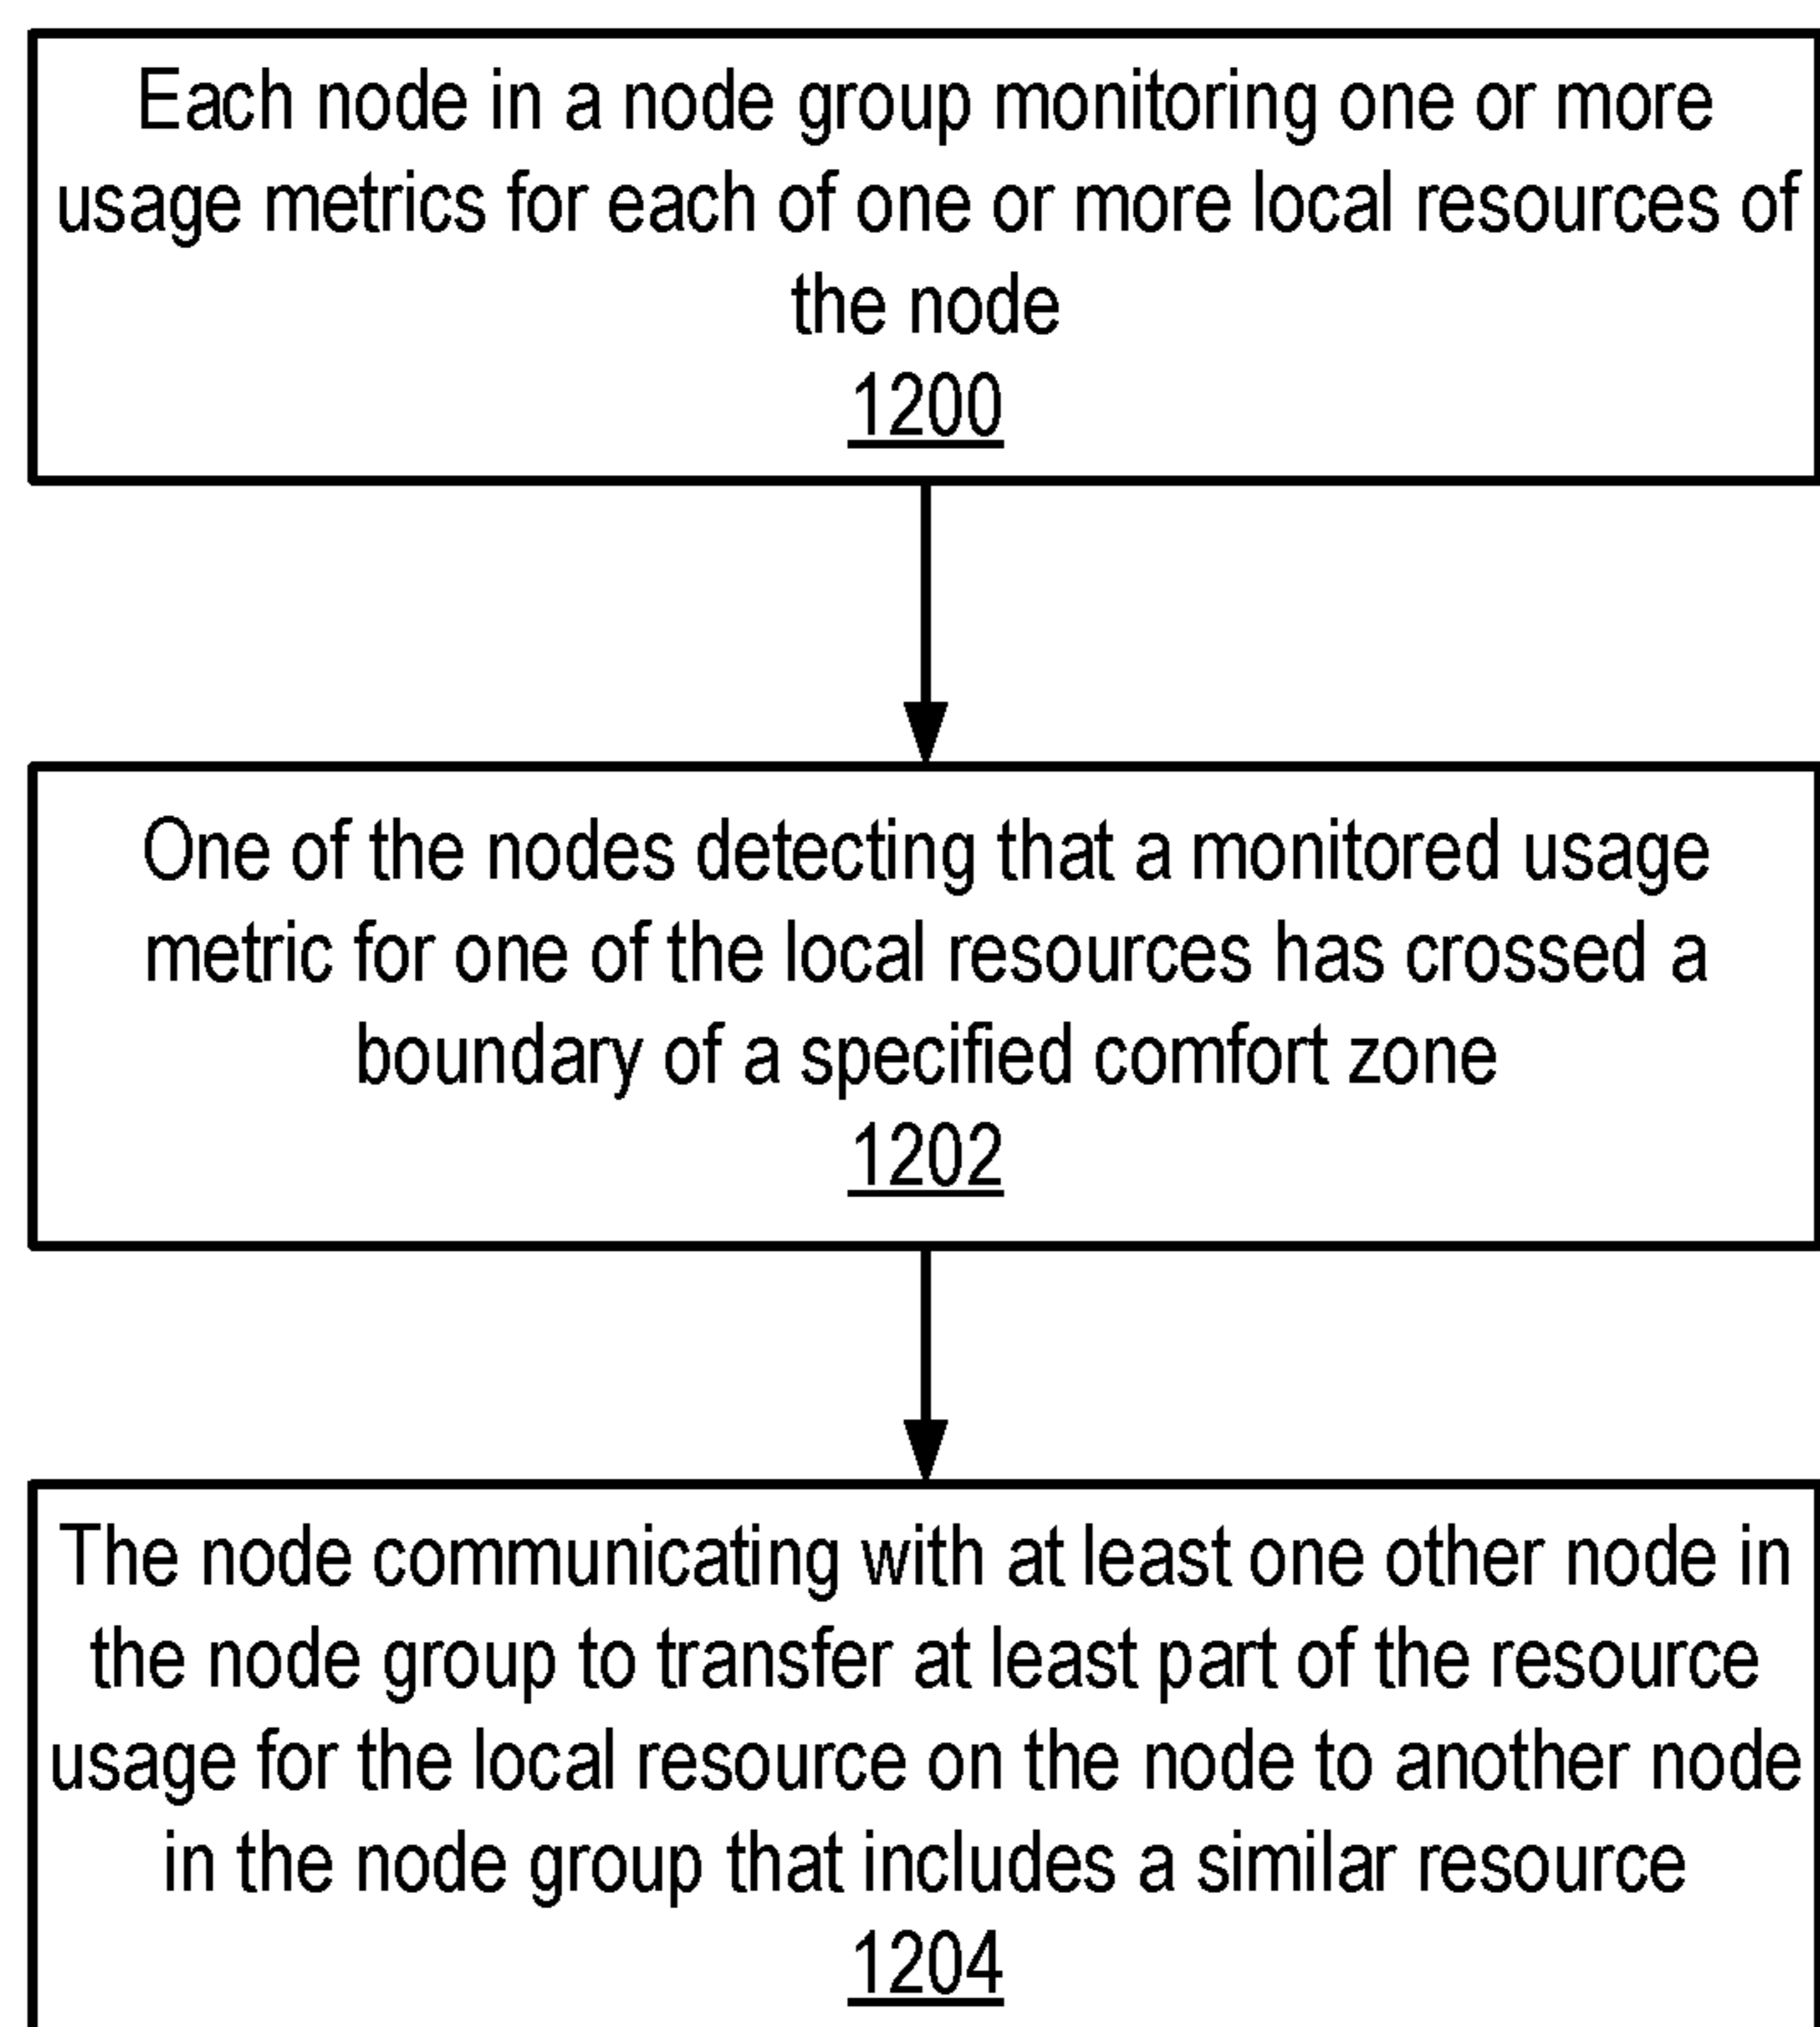 Each node in a node group monitoring one or more
usage metrics for each of one or more local resources of
the node
1200
One of the nodes detecting that a monitored usage
metric for one of the local resources has crossed a
boundary of a specified comfort zone
1202
The node communicating with at least one other node in
the node group to transfer at least part of the resource
usage for the local resource on the node to another node
in the node group that includes a similar resource
1204